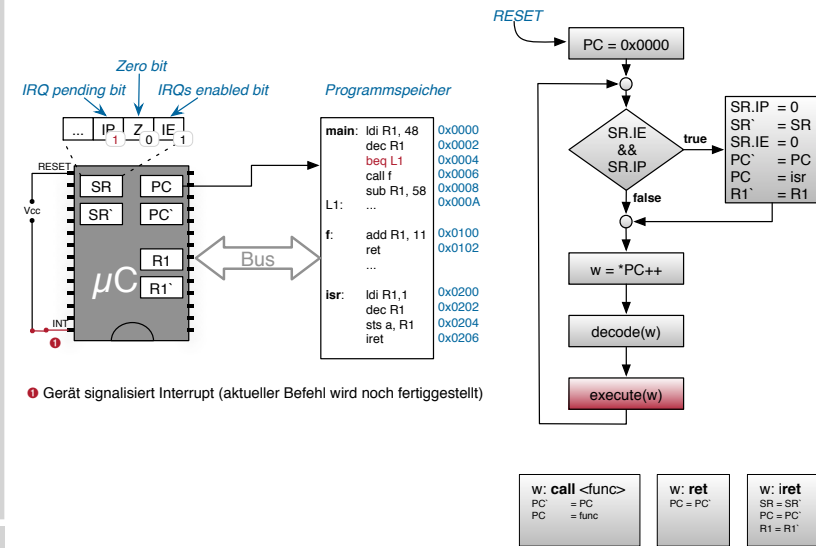 RESET
PC = 0x0000
Zero bit
IRQ pending bit
IRQs enabled bit
Programmspeicher
... IP Z IE
1 0 1
RESET
Vcc
INT
SR PC
SR` PC`
R1
R1`
µC
Bus
main: ldi R1, 48 0x0000
dec R1 0x0002
beq L1 0x0004
call f 0x0006
sub R1, 58 0x0008
L1: ... 0x000A
f: add R1, 11 0x0100
ret 0x0102
...
isr: ldi R1,1 0x0200
dec R1 0x0202
sts a, R1 0x0204
iret 0x0206
1
1 Gerät signalisiert Interrupt (aktueller Befehl wird noch fertiggestellt)
SR.IE
&&
SR.IP
true
false
SR.IP = 0
SR` = SR
SR.IE = 0
PC` = PC
PC = isr
R1` = R1
w = *PC++
decode(w)
execute(w)
w: call <func>
PC` = PC
PC = func
w: ret
PC = PC`
w: iret
SR = SR`
PC = PC`
R1 = R1`